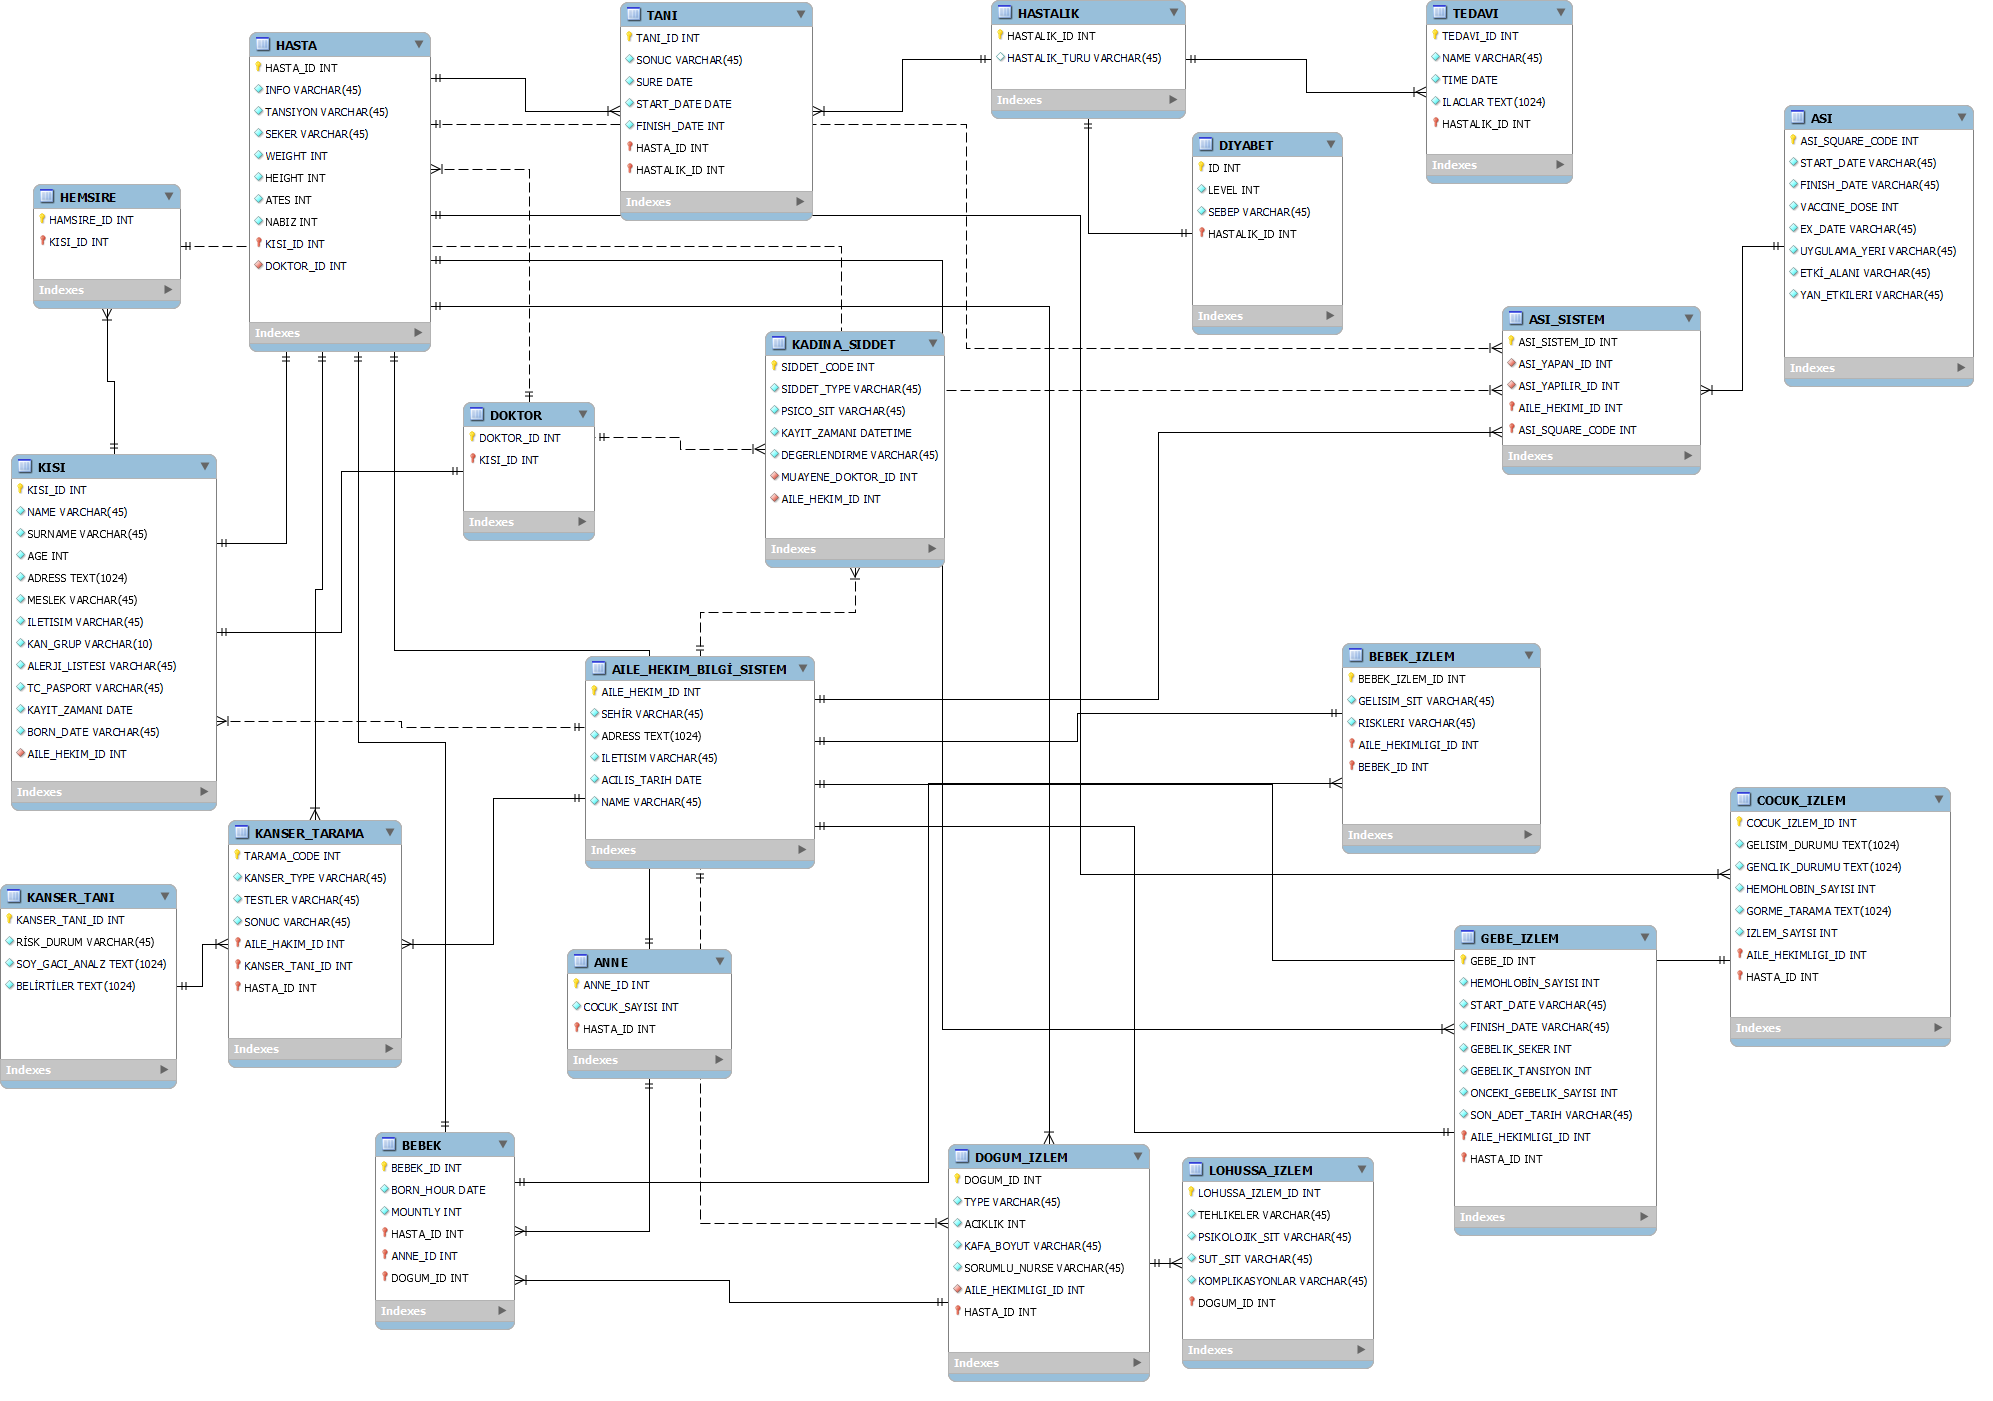 HASTA
HASTA_ID INT
INFO VARCHAR(45)
TANSIYON VARCHAR(45)
SEKER VARCHAR(45)
WEIGHT INT
HEIGHT INT
ATES INT
NABIZ INT
KISI_ID INT
DOKTOR_ID INT
Indexes
TANI
TANI_ID INT
SONUC VARCHAR(45)
SURE DATE
START_DATE DATE
FINISH_DATE INT
HASTA_ID INT
HASTALIK_ID INT
Indexes
HASTALIK
HASTALIK_ID INT
HASTALIK_TURU VARCHAR(45)
Indexes
TEDAVI
TEDAVI_ID INT
NAME VARCHAR(45)
TIME DATE
ILACLAR TEXT(1024)
HASTALIK_ID INT
Indexes
DIYABET
ID INT
LEVEL INT
SEBEP VARCHAR(45)
HASTALIK_ID INT
Indexes
ASI
ASI_SQUARE_CODE INT
START_DATE VARCHAR(45)
FINISH_DATE VARCHAR(45)
VACCINE_DOSE INT
EX_DATE VARCHAR(45)
UYGULAMA_YERI VARCHAR(45)
ETKİ_ALANI VARCHAR(45)
YAN_ETKILERI VARCHAR(45)
Indexes
HEMSIRE
HAMSIRE_ID INT
KISI_ID INT
Indexes
ASI_SISTEM
ASI_SISTEM_ID INT
ASI_YAPAN_ID INT
ASI_YAPILIR_ID INT
AILE_HEKIMI_ID INT
ASI_SQUARE_CODE INT
Indexes
KADINA_SIDDET
SIDDET_CODE INT
SIDDET_TYPE VARCHAR(45)
PSICO_SIT VARCHAR(45)
KAYIT_ZAMANI DATETIME
DEGERLENDIRME VARCHAR(45)
MUAYENE_DOKTOR_ID INT
AILE_HEKIM_ID INT
Indexes
DOKTOR
DOKTOR_ID INT
KISI_ID INT
Indexes
KISI
KISI_ID INT
NAME VARCHAR(45)
SURNAME VARCHAR(45)
AGE INT
ADRESS TEXT(1024)
MESLEK VARCHAR(45)
ILETISIM VARCHAR(45)
KAN_GRUP VARCHAR(10)
ALERJI_LISTESI VARCHAR(45)
TC_PASPORT VARCHAR(45)
KAYIT_ZAMANI DATE
BORN_DATE VARCHAR(45)
AILE_HEKIM_ID INT
Indexes
AILE_HEKIM_BILGİ_SISTEM
AILE_HEKIM_ID INT
SEHİR VARCHAR(45)
ADRESS TEXT(1024)
ILETISIM VARCHAR(45)
ACILIS_TARIH DATE
NAME VARCHAR(45)
Indexes
BEBEK_IZLEM
BEBEK_IZLEM_ID INT
GELISIM_SIT VARCHAR(45)
RISKLERI VARCHAR(45)
AILE_HEKIMLIGI_ID INT
BEBEK_ID INT
Indexes
COCUK_IZLEM
COCUK_IZLEM_ID INT
GELISIM_DURUMU TEXT(1024)
GENCLIK_DURUMU TEXT(1024)
HEMOHLOBIN_SAYISI INT
GORME_TARAMA TEXT(1024)
IZLEM_SAYISI INT
AILE_HEKIMLIGI_ID INT
HASTA_ID INT
Indexes
KANSER_TARAMA
TARAMA_CODE INT
KANSER_TYPE VARCHAR(45)
TESTLER VARCHAR(45)
SONUC VARCHAR(45)
AILE_HAKIM_ID INT
KANSER_TANI_ID INT
HASTA_ID INT
Indexes
KANSER_TANI
KANSER_TANI_ID INT
RİSK_DURUM VARCHAR(45)
SOY_GACI_ANALZ TEXT(1024)
BELİRTİLER TEXT(1024)
Indexes
GEBE_IZLEM
GEBE_ID INT
HEMOHLOBİN_SAYISI INT
START_DATE VARCHAR(45)
FINISH_DATE VARCHAR(45)
GEBELIK_SEKER INT
GEBELIK_TANSIYON INT
ONCEKI_GEBELIK_SAYISI INT
SON_ADET_TARIH VARCHAR(45)
AILE_HEKIMLIGI_ID INT
HASTA_ID INT
Indexes
ANNE
ANNE_ID INT
COCUK_SAYISI INT
HASTA_ID INT
Indexes
BEBEK
BEBEK_ID INT
BORN_HOUR DATE
MOUNTLY INT
HASTA_ID INT
ANNE_ID INT
DOGUM_ID INT
Indexes
DOGUM_IZLEM
DOGUM_ID INT
TYPE VARCHAR(45)
ACIKLIK INT
KAFA_BOYUT VARCHAR(45)
SORUMLU_NURSE VARCHAR(45)
AILE_HEKIMLIGI_ID INT
HASTA_ID INT
Indexes
LOHUSSA_IZLEM
LOHUSSA_IZLEM_ID INT
TEHLIKELER VARCHAR(45)
PSIKOLOJIK_SIT VARCHAR(45)
SUT_SIT VARCHAR(45)
KOMPLIKASYONLAR VARCHAR(45)
DOGUM_ID INT
Indexes